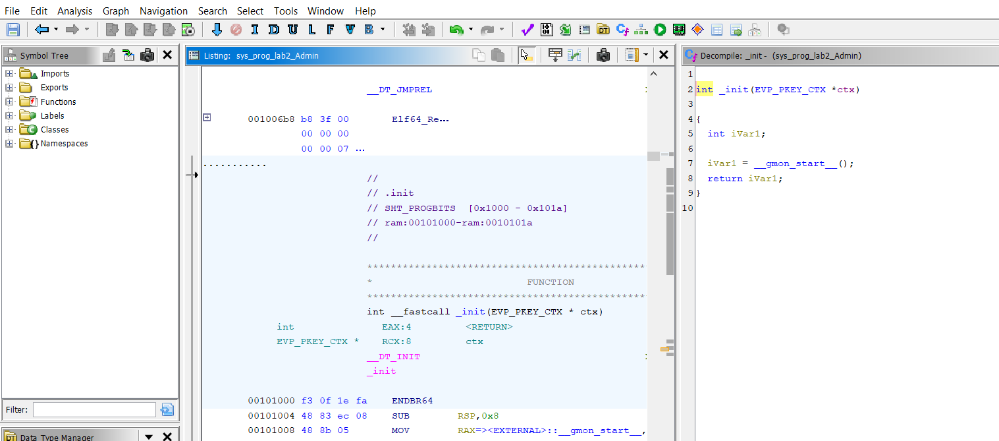 File Edit Analysis Graph Navigation Search Select Tools Window Help
I D U L F V B
DT Cf
Symbol Tree
Imports
Exports
Functions
Labels
Classes
Namespaces
Filter:
DT Data Type Manager
Listing: sys_prog_lab2_Admin
__DT_JMPREL
001006b8 b8 3f 00 Elf64_Re...
00 00 00
00 00 07 ...
...........
//
// .init
// SHT_PROGBITS [0x1000 - 0x101a]
// ram:00101000-ram:0010101a
//
***********************************************
* FUNCTION
***********************************************
int __fastcall _init(EVP_PKEY_CTX * ctx)
int EAX:4 <RETURN>
EVP_PKEY_CTX * RCX:8 ctx
__DT_INIT
_init
00101000 f3 0f 1e fa ENDBR64
00101004 48 83 ec 08 SUB RSP,0x8
00101008 48 8b 05 MOV RAX=><EXTERNAL>::__gmon_start__,
Decompile: _init - (sys_prog_lab2_Admin)
1
2 int _init(EVP_PKEY_CTX *ctx)
3
4 {
5 int iVar1;
6
7 iVar1 = __gmon_start__();
8 return iVar1;
9 }
10